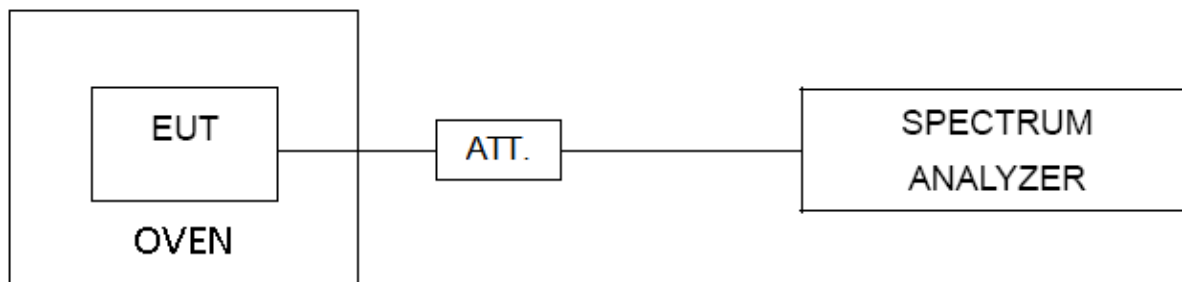 EUT
OVEN
ATT.
SPECTRUM
ANALYZER